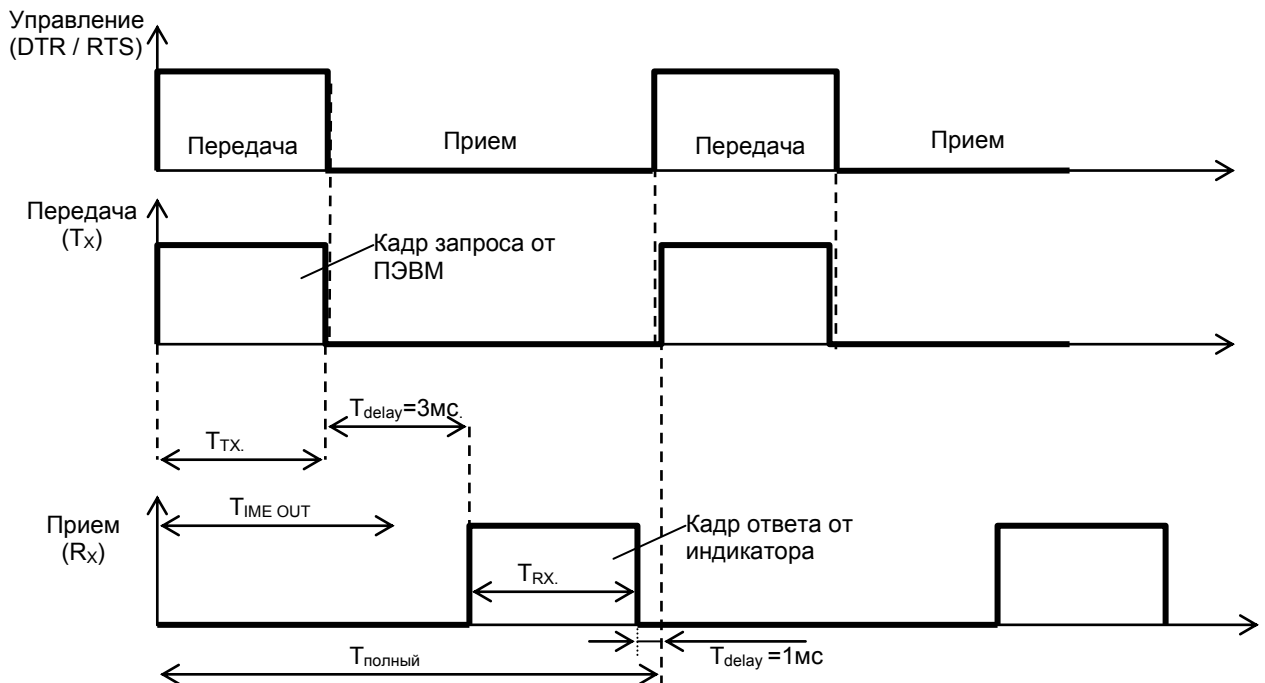 Управление
(DTR / RTS)
Передача
Прием
Передача
Прием
Передача
(TX)
Кадр запроса от
ПЭВМ
Tdelay=3мс.
TTX.
Прием
(RX)
TIME OUT
Кадр ответа от
индикатора
TRX.
Tполный
Tdelay =1мс